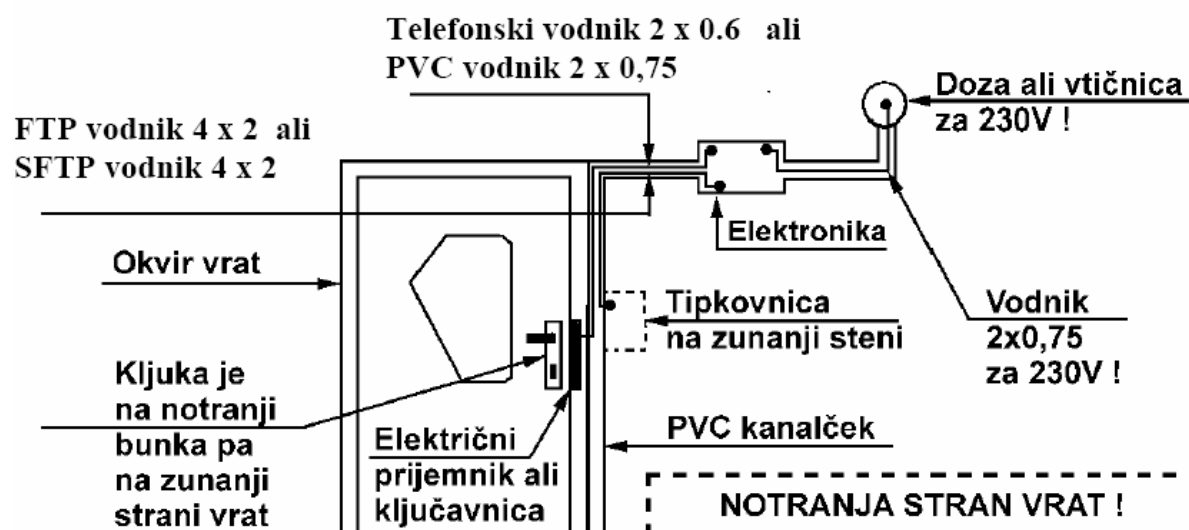 Telefonski vodnik 2 x 0.6 ali
PVC vodnik 2 x 0,75
Doza ali vtičnica
za 230V !
FTP vodnik 4 x 2 ali
SFTP vodnik 4 x 2
Elektronika
Okvir vrat
Tipkovnica
na zunanji steni
Vodnik
2x0,75
za 230V !
Kljuka je
na notranji
bunka pa
na zunanji
strani vrat
Električni
prijemnik ali
ključavnica
PVC kanalček
NOTRANJA STRAN VRAT !